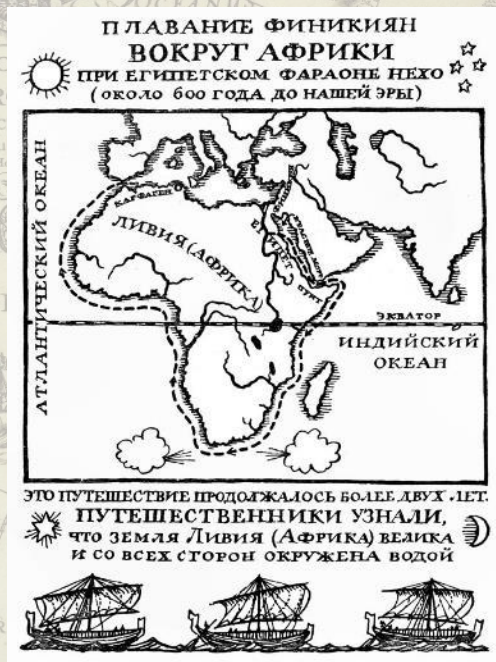 ПЛАВАНИЕ ФИНИКИЯН
ВОКРУГ АФРИКИ
ПРИ ЕГИПЕТСКОМ ФАРАОНЕ НЕХО
(ОКОЛО 600 ГОДА ДО НАШЕЙ ЭРЫ)
АТЛАНТИЧЕСКИЙ ОКЕАН
КАРФАГЕН
ЛИВИЯ (АФРИКА)
ЕГИПЕТ
ПУНТ
ЭКВАТОР
ИНДИЙСКИЙ
ОКЕАН
ЭТО ПУТЕШЕСТВИЕ ПРОДОЛЖАЛОСЬ БОЛЕЕ ДВУХ ЛЕТ.
ПУТЕШЕСТВЕННИКИ УЗНАЛИ,
ЧТО ЗЕМЛЯ ЛИВИЯ (АФРИКА) ВЕЛИКА
И СО ВСЕХ СТОРОН ОКРУЖЕНА ВОДОЙ